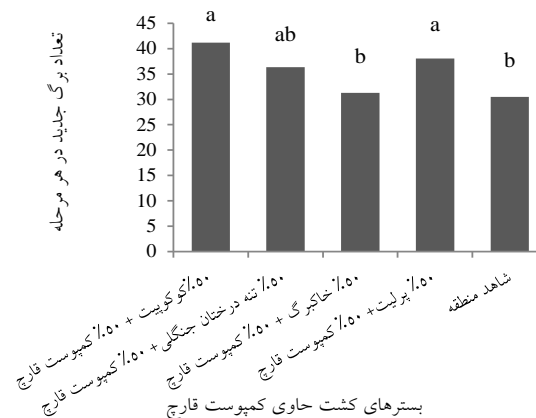 تعداد برگ جدید در هر مرحله
45
40
35
30
25
20
15
10
5
0
a
ab
b
a
b
۵۰٪ کوکوپیت + ۵۰٪ کمپوست قارچ
۵۰٪ تنه درختان جنگلی + ۵۰٪ کمپوست قارچ
۵۰٪ خاکبرگ + ۵۰٪ کمپوست قارچ
۵۰٪ پرلیت + ۵۰٪ کمپوست قارچ
شاهد منطقه
بسترهای کشت حاوی کمپوست قارچ